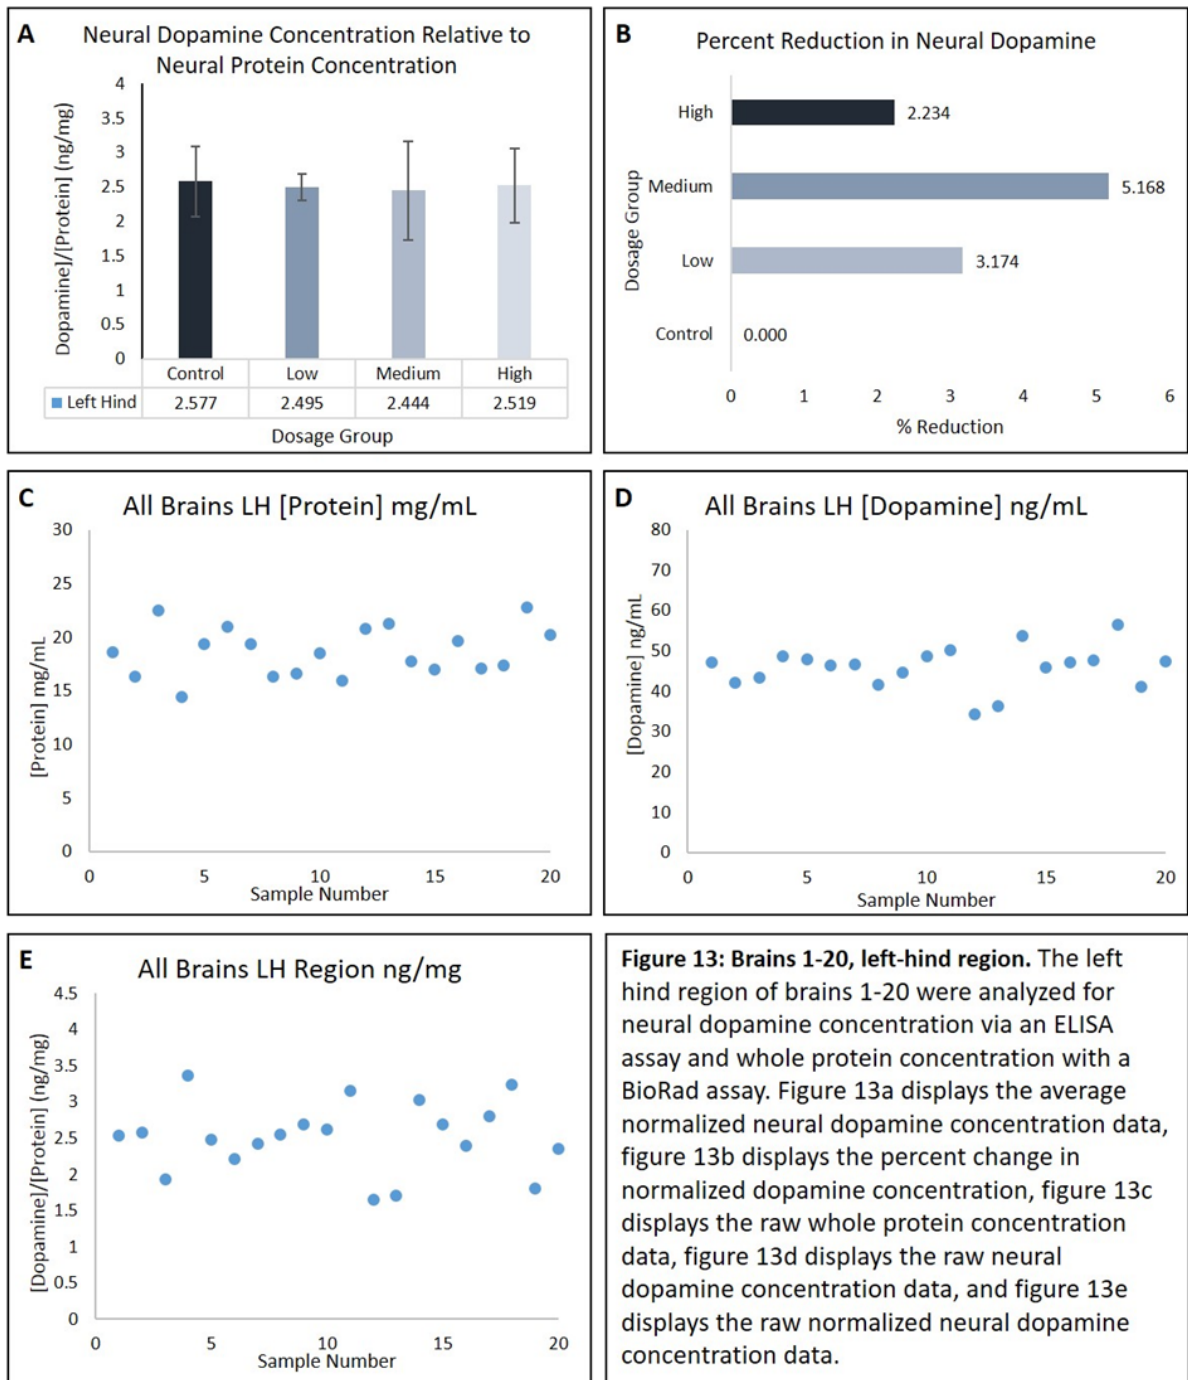 A
Neural Dopamine Concentration Relative to
Neural Protein Concentration
Dopamine]/[Protein] (ng/mg)
4
3.5
3
2.5
2
1.5
1
0.5
0
Control Low Medium High
Left Hind 2.577 2.495 2.444 2.519
Dosage Group
B
Percent Reduction in Neural Dopamine
Dosage Group
High 2.234
Medium 5.168
Low 3.174
Control 0.000
0 1 2 3 4 5 6
% Reduction
C
All Brains LH [Protein] mg/mL
[Protein] mg/mL
30
25
20
15
10
5
0
0 5 10 15 20
Sample Number
D
All Brains LH [Dopamine] ng/mL
[Dopamine] ng/mL
80
70
60
50
40
30
20
10
0
0 5 10 15 20
Sample Number
E
All Brains LH Region ng/mg
[Dopamine]/[Protein] (ng/mg)
4.5
4
3.5
3
2.5
2
1.5
1
0.5
0
0 5 10 15 20
Sample Number
Figure 13: Brains 1-20, left-hind region. The left
hind region of brains 1-20 were analyzed for
neural dopamine concentration via an ELISA
assay and whole protein concentration with a
BioRad assay. Figure 13a displays the average
normalized neural dopamine concentration data,
figure 13b displays the percent change in
normalized dopamine concentration, figure 13c
displays the raw whole protein concentration
data, figure 13d displays the raw neural
dopamine concentration data, and figure 13e
displays the raw normalized neural dopamine
concentration data.